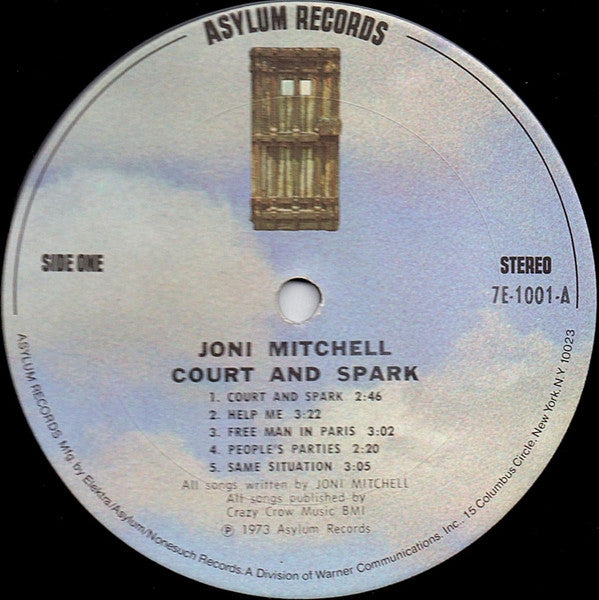 ASYLUM RECORDS
SIDE ONE
STEREO
7E-1001-A
JONI MITCHELL
COURT AND SPARK
1. COURT AND SPARK 2:46
2. HELP ME 3:22
3. FREE MAN IN PARIS 3:02
4. PEOPLE'S PARTIES 2:20
5. SAME SITUATION 3:05
All songs written by JONI MITCHELL
All songs published by
Crazy Crow Music BMI
℗ 1973 Asylum Records
ASYLUM RECORDS Mfg. by Elektra/Asylum/Nonesuch Records. A Division of Warner Communications, Inc., 15 Columbus Circle, New York, N.Y. 10023